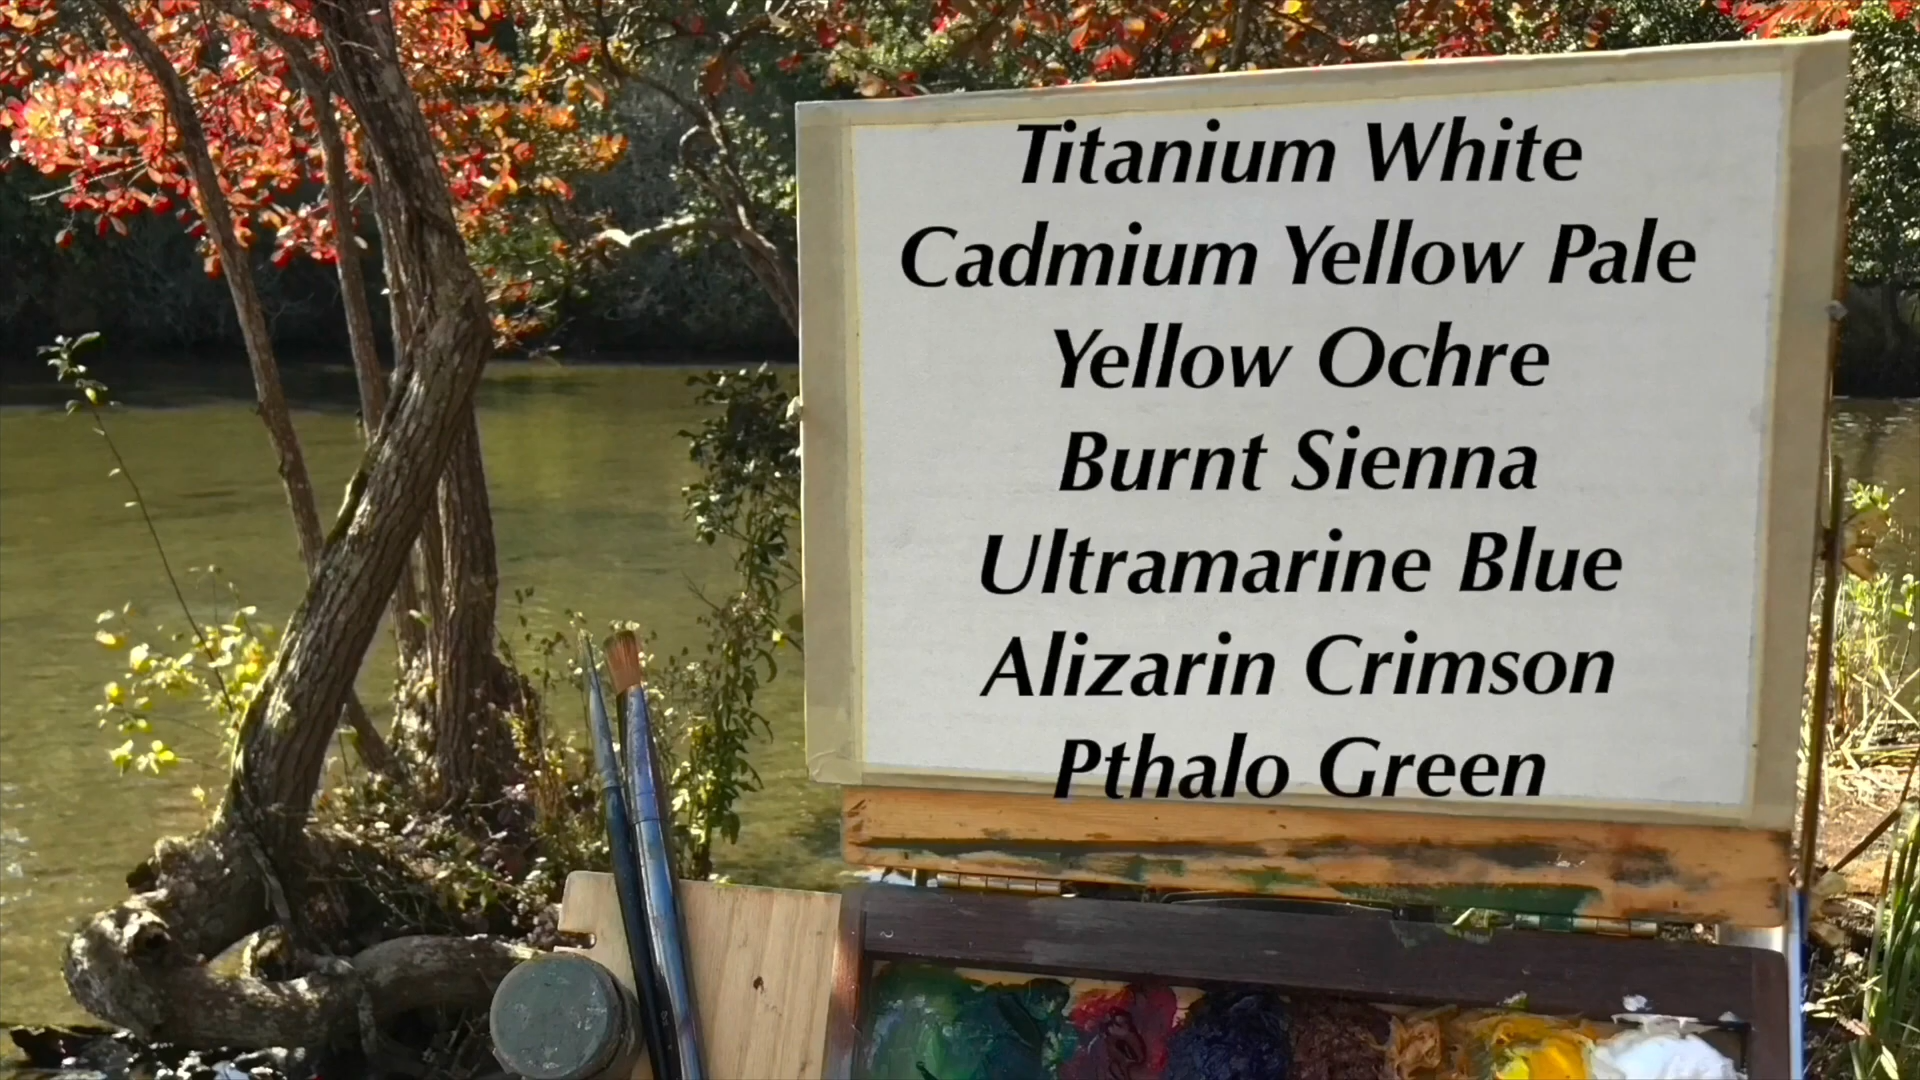 Titanium White
Cadmium Yellow Pale
Yellow Ochre
Burnt Sienna
Ultramarine Blue
Alizarin Crimson
Pthalo Green